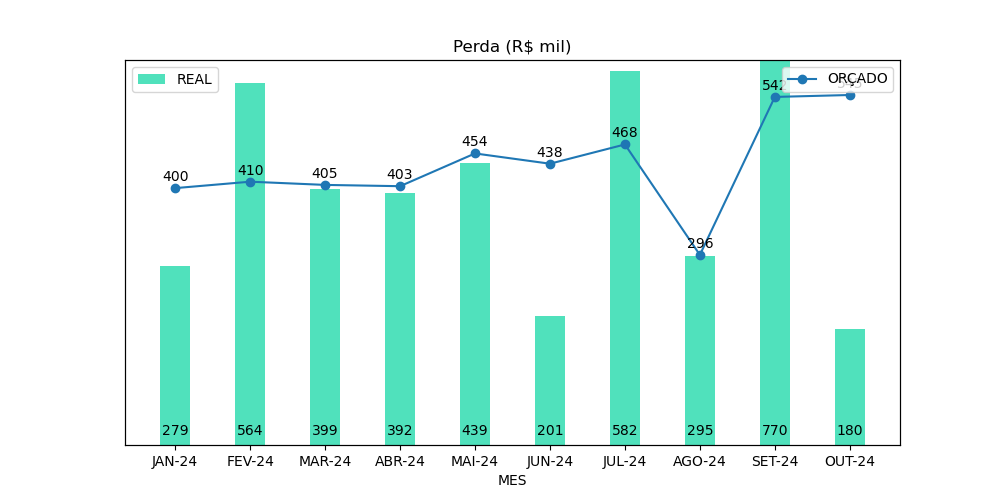 Perda (R$ mil)
REAL
ORÇADO
400
410
405
403
454
438
468
296
542
279
564
399
392
439
201
582
295
770
180
JAN-24
FEV-24
MAR-24
ABR-24
MAI-24
JUN-24
JUL-24
AGO-24
SET-24
OUT-24
MES